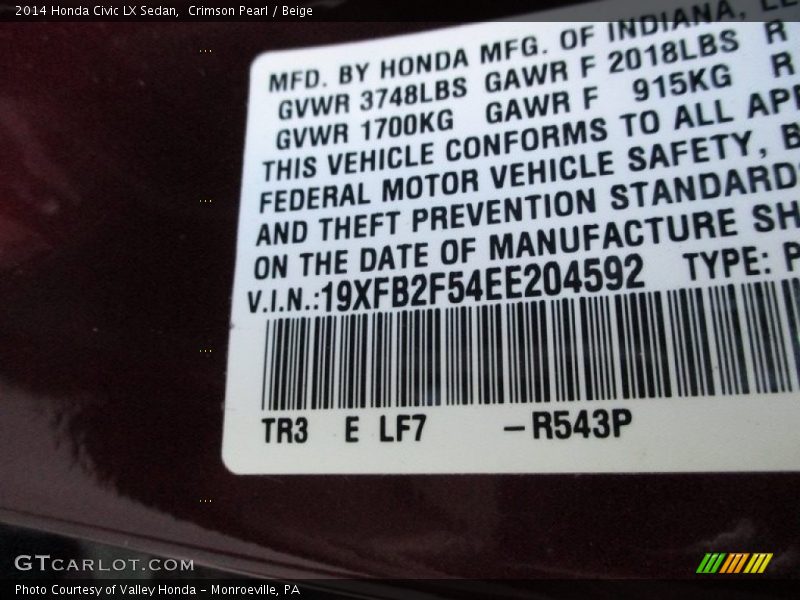 2014 Honda Civic LX Sedan,  Crimson Pearl / Beige
MFD. BY HONDA MFG. OF INDIANA,
GVWR 3748LBS GAWR F 2018LBS R
GVWR 1700KG GAWR F 915KG R
THIS VEHICLE CONFORMS TO ALL
FEDERAL MOTOR VEHICLE SAFETY, B
AND THEFT PREVENTION STANDARDS
ON THE DATE OF MANUFACTURE SH
V.I.N.:19XFB2F54EE204592 TYPE: P
TR3 E LF7 -R543P
GTCARLOT.COM
Photo Courtesy of Valley Honda - Monroeville, PA